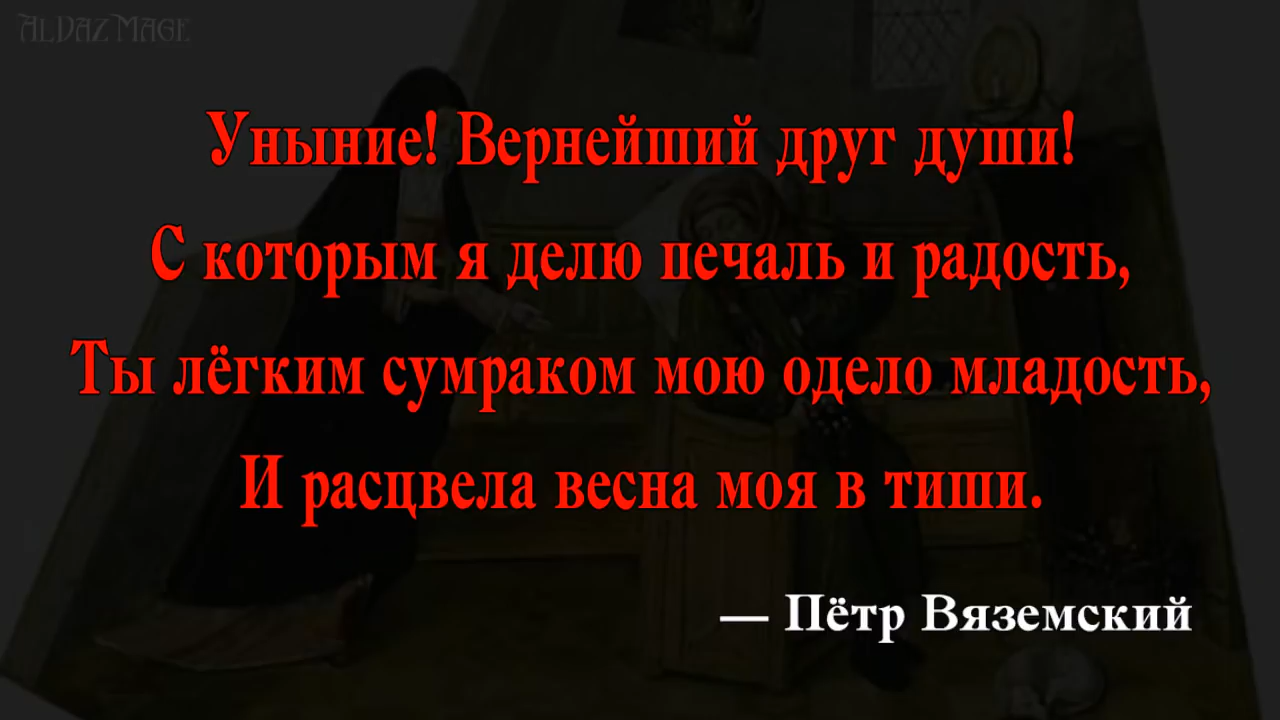 ALDAZ MAGE
Уныние! Вернейший друг души!
С которым я делю печаль и радость,
Ты лёгким сумраком мою одело младость,
И расцвела весна моя в тиши.
— Пётр Вяземский